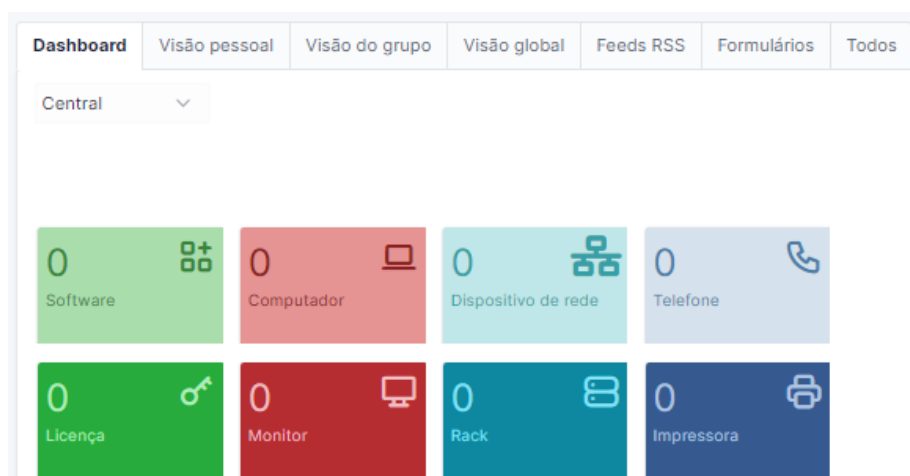 Dashboard Visão pessoal Visão do grupo Visão global Feeds RSS Formulários Todos
Central
0 0 0 0
Software Computador Dispositivo de rede Telefone
0 0 0 0
Licença Monitor Rack Impressora